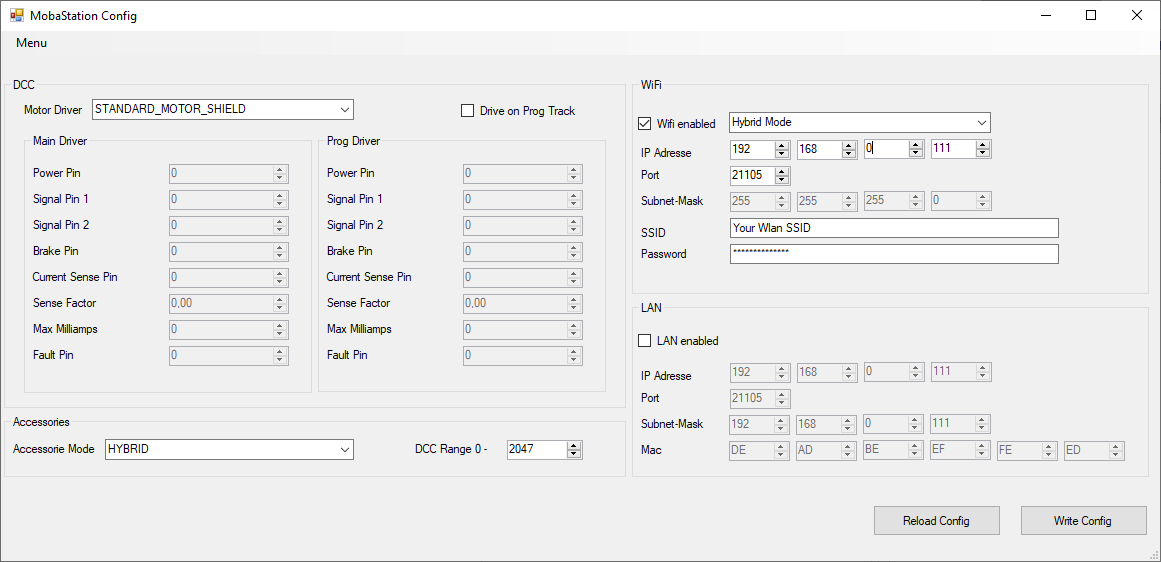 MobaStation Config
Menu
DCC
Motor Driver STANDARD_MOTOR_SHIELD Drive on Prog Track
Main Driver
Power Pin 0
Signal Pin 1 0
Signal Pin 2 0
Brake Pin 0
Current Sense Pin 0
Sense Factor 0,00
Max Milliamps 0
Fault Pin 0
Prog Driver
Power Pin 0
Signal Pin 1 0
Signal Pin 2 0
Brake Pin 0
Current Sense Pin 0
Sense Factor 0,00
Max Milliamps 0
Fault Pin 0
Accessories
Accessorie Mode HYBRID DCC Range 0 - 2047
WiFi
Wifi enabled Hybrid Mode
IP Adresse 192 168 0 111
Port 21105
Subnet-Mask 255 255 255 0
SSID Your Wlan SSID
Password **************
LAN
LAN enabled
IP Adresse 192 168 0 111
Port 21105
Subnet-Mask 192 168 0 111
Mac DE AD BE EF FE ED
Reload Config Write Config